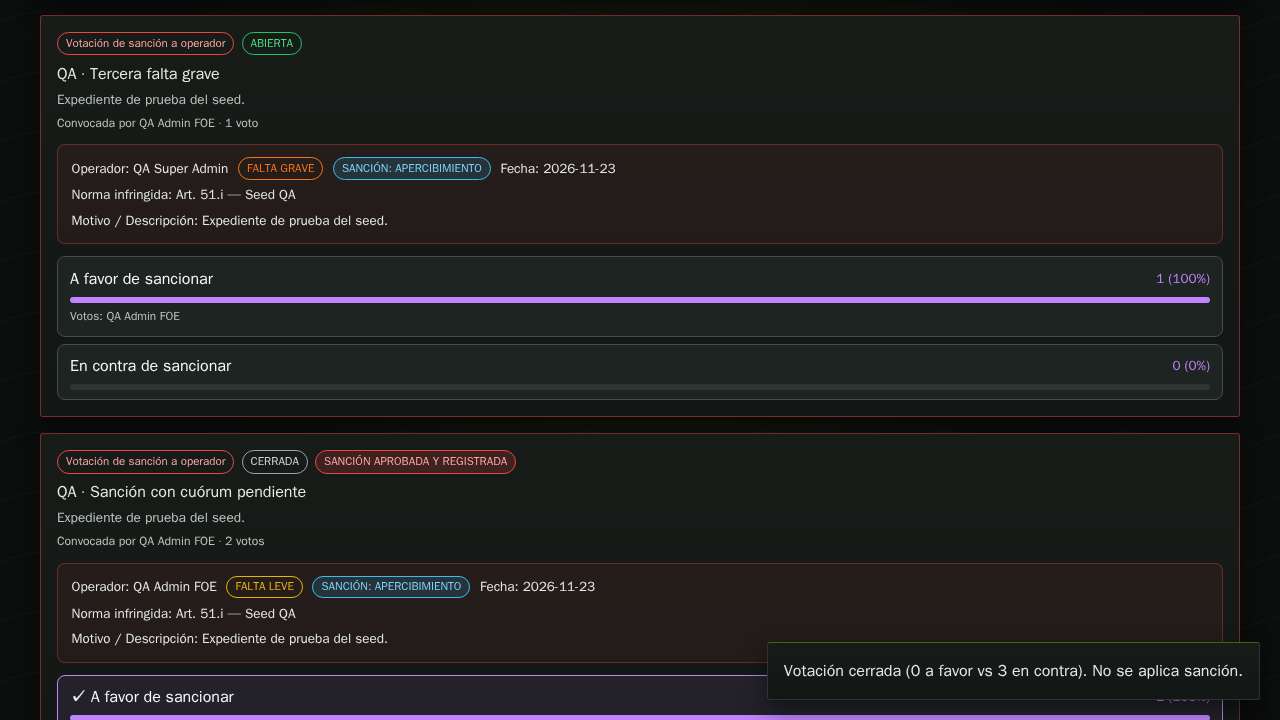 Votación de sanción a operador ABIERTA
QA · Tercera falta grave
Expediente de prueba del seed.
Convocada por QA Admin FOE · 1 voto
Operador: QA Super Admin FALTA GRAVE SANCIÓN: APERCIBIMIENTO Fecha: 2026-11-23
Norma infringida: Art. 51.i — Seed QA
Motivo / Descripción: Expediente de prueba del seed.
A favor de sancionar 1 (100%)
Votos: QA Admin FOE
En contra de sancionar 0 (0%)
Votación de sanción a operador CERRADA SANCIÓN APROBADA Y REGISTRADA
QA · Sanción con cuórum pendiente
Expediente de prueba del seed.
Convocada por QA Admin FOE · 2 votos
Operador: QA Admin FOE FALTA LEVE SANCIÓN: APERCIBIMIENTO Fecha: 2026-11-23
Norma infringida: Art. 51.i — Seed QA
Motivo / Descripción: Expediente de prueba del seed.
Votación cerrada (0 a favor vs 3 en contra). No se aplica sanción.
✓ A favor de sancionar